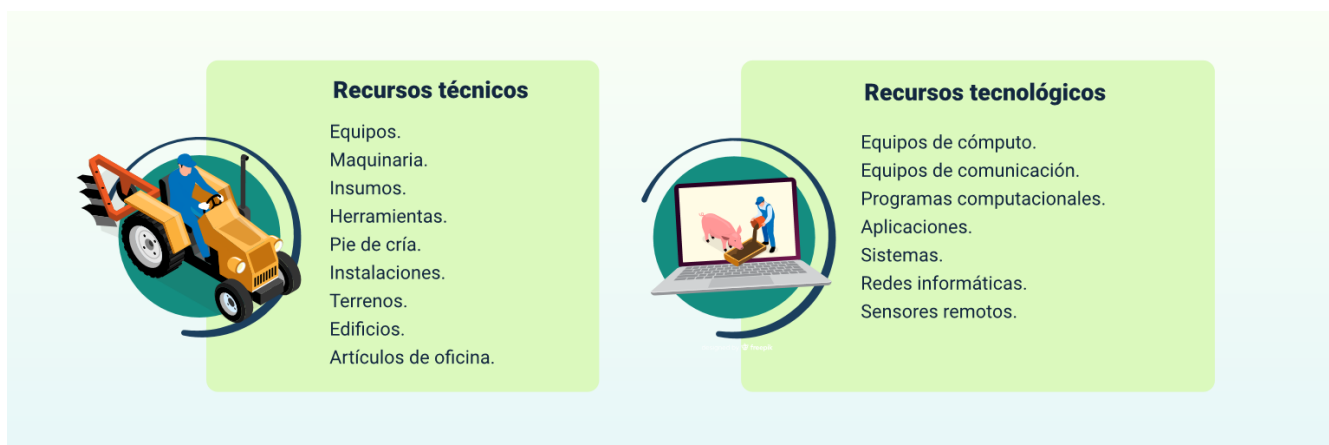 Recursos técnicos
Equipos.
Maquinaria.
Insumos.
Herramientas.
Pie de cría.
Instalaciones.
Terrenos.
Edificios.
Artículos de oficina.
Recursos tecnológicos
Equipos de cómputo.
Equipos de comunicación.
Programas computacionales.
Aplicaciones.
Sistemas.
Redes informáticas.
Sensores remotos.